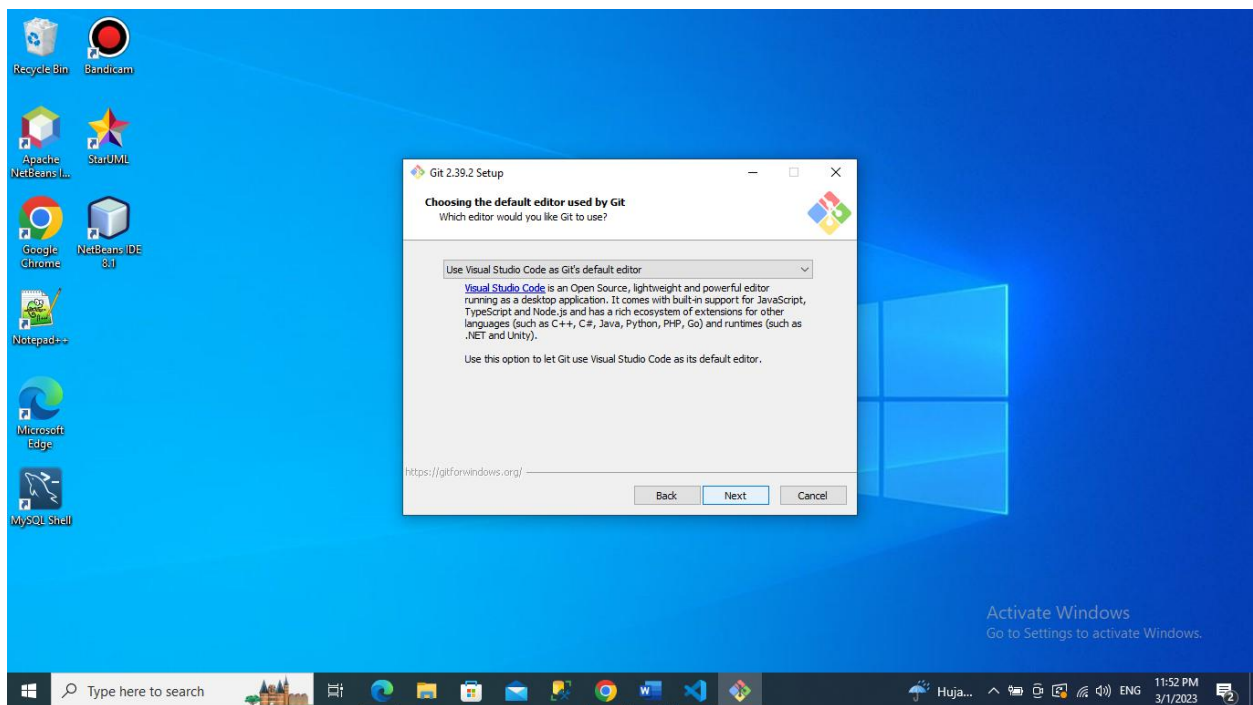 Recycle Bin
Bandicam
Apache
NetBeans I...
StarUML
Google
Chrome
NetBeans IDE
8.1
Notepad++
Microsoft
Edge
MySQL Shell
Git 2.39.2 Setup
Choosing the default editor used by Git
Which editor would you like Git to use?
Use Visual Studio Code as Git's default editor
Visual Studio Code is an Open Source, lightweight and powerful editor
running as a desktop application. It comes with built-in support for JavaScript,
TypeScript and Node.js and has a rich ecosystem of extensions for other
languages (such as C++, C#, Java, Python, PHP, Go) and runtimes (such as
.NET and Unity).
Use this option to let Git use Visual Studio Code as its default editor.
https://gitforwindows.org/
Back
Next
Cancel
Activate Windows
Go to Settings to activate Windows.
Type here to search
Huja...
ENG
11:52 PM
3/1/2023
2